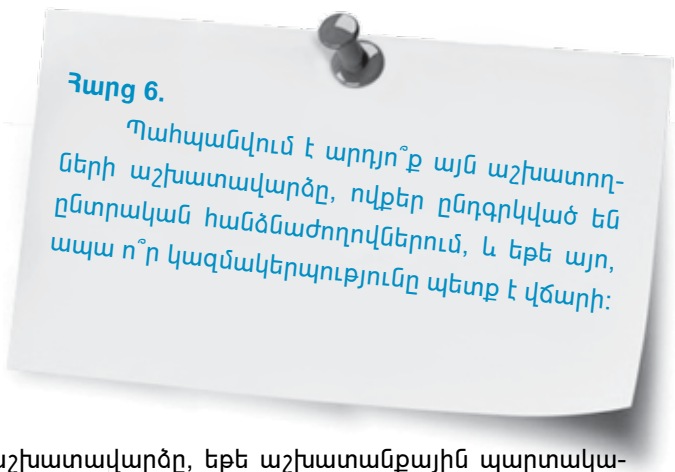 Հարց 6.
Պահպանվում է արդյո՞ք այն աշխատող-
ների աշխատավարձը, ովքեր ընդգրկված են
ընտրական հանձնաժողովներում, և եթե այո,
ապա ո՞ր կազմակերպությունը պետք է վճարի:
աշխատավարձը, եթե աշխատանքային պարտակա-